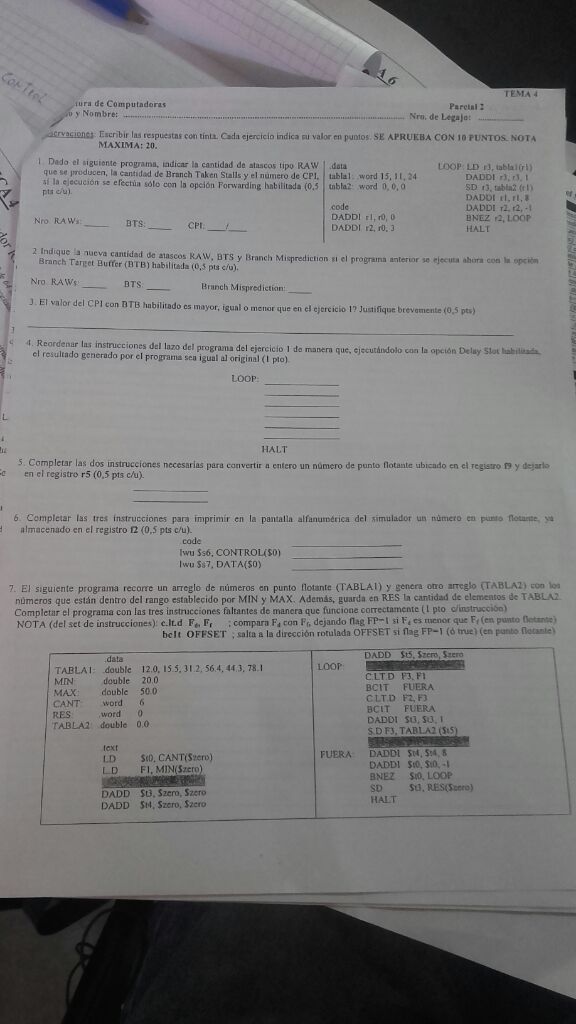 CONTROL
A 6
TEMA 4
tura de Computadoras
Parcial 2
y Nombre:
Nro. de Legajo:
Escribir las respuestas con tinta. Cada ejercicio indica su valor en puntos. SE APRUEBA CON 10 PUNTOS. NOTA
MAXIMA: 20.
1. Dado el siguiente programa, indicar la cantidad de atascos tipo RAW
que se producen, la cantidad de Branch Taken Stalls y el número de CPI,
si la ejecución se efectúa sólo con la opción Forwarding habilitada (0,5
pts c/u).
Nro. RAWs: ______ BTS: ______ CPI: ___/___
.data
tabla1: .word 15, 11, 24
tabla2: .word 0, 0, 0
.code
DADDI r1, r0, 0
DADDI r2, r0, 3
LOOP: LD r3, tabla1(r1)
DADDI r3, r3, 1
SD r3, tabla2 (r1)
DADDI r1, r1, 8
DADDI r2, r2, -1
BNEZ r2, LOOP
HALT
2 Indique la nueva cantidad de atascos RAW, BTS y Branch Misprediction si el programa anterior se ejecuta ahora con la opción
Branch Target Buffer (BTB) habilitada (0,5 pts c/u).
Nro. RAWs: ______ BTS: ______ Branch Misprediction: ______
3. El valor del CPI con BTB habilitado es mayor, igual o menor que en el ejercicio 1? Justifique brevemente (0,5 pts)
4. Reordenar las instrucciones del lazo del programa del ejercicio 1 de manera que, ejecutándolo con la opción Delay Slot habilitada,
el resultado generado por el programa sea igual al original (1 pto).
LOOP:
HALT
5. Completar las dos instrucciones necesarias para convertir a entero un número de punto flotante ubicado en el registro f9 y dejarlo
en el registro r5 (0,5 pts c/u).
6. Completar las tres instrucciones para imprimir en la pantalla alfanumérica del simulador un número en punto flotante, ya
almacenado en el registro f2 (0,5 pts c/u).
code
lwu $s6, CONTROL($0)
lwu $s7, DATA($0)
7. El siguiente programa recorre un arreglo de números en punto flotante (TABLA1) y genera otro arreglo (TABLA2) con los
números que están dentro del rango establecido por MIN y MAX. Además, guarda en RES la cantidad de elementos de TABLA2.
Completar el programa con las tres instrucciones faltantes de manera que funcione correctamente (1 pto c/instrucción)
NOTA (del set de instrucciones): c.lt.d Fd, Ff ; compara Fd con Ff, dejando flag FP=1 si Fd es menor que Ff (en punto flotante)
bc1t OFFSET ; salta a la dirección rotulada OFFSET si flag FP=1 (ó true) (en punto flotante)
.data
TABLA1: .double 12.0, 15.5, 31.2, 56.4, 44.3, 78.1
MIN: .double 20.0
MAX: double 50.0
CANT: .word 6
RES: .word 0
TABLA2: .double 0.0
.text
LD $t0, CANT($zero)
L.D F1, MIN($zero)
DADD $t3, $zero, $zero
DADD $t4, $zero, $zero
DADD $t5, $zero, $zero
LOOP:
C.LT.D F3, F1
BC1T FUERA
C.LT.D F2, F3
BC1T FUERA
DADDI $t3, $t3, 1
S.D F3, TABLA2 ($t5)
FUERA: DADDI $t4, $t4, 8
DADDI $t0, $t0, -1
BNEZ $t0, LOOP
SD $t3, RES($zero)
HALT